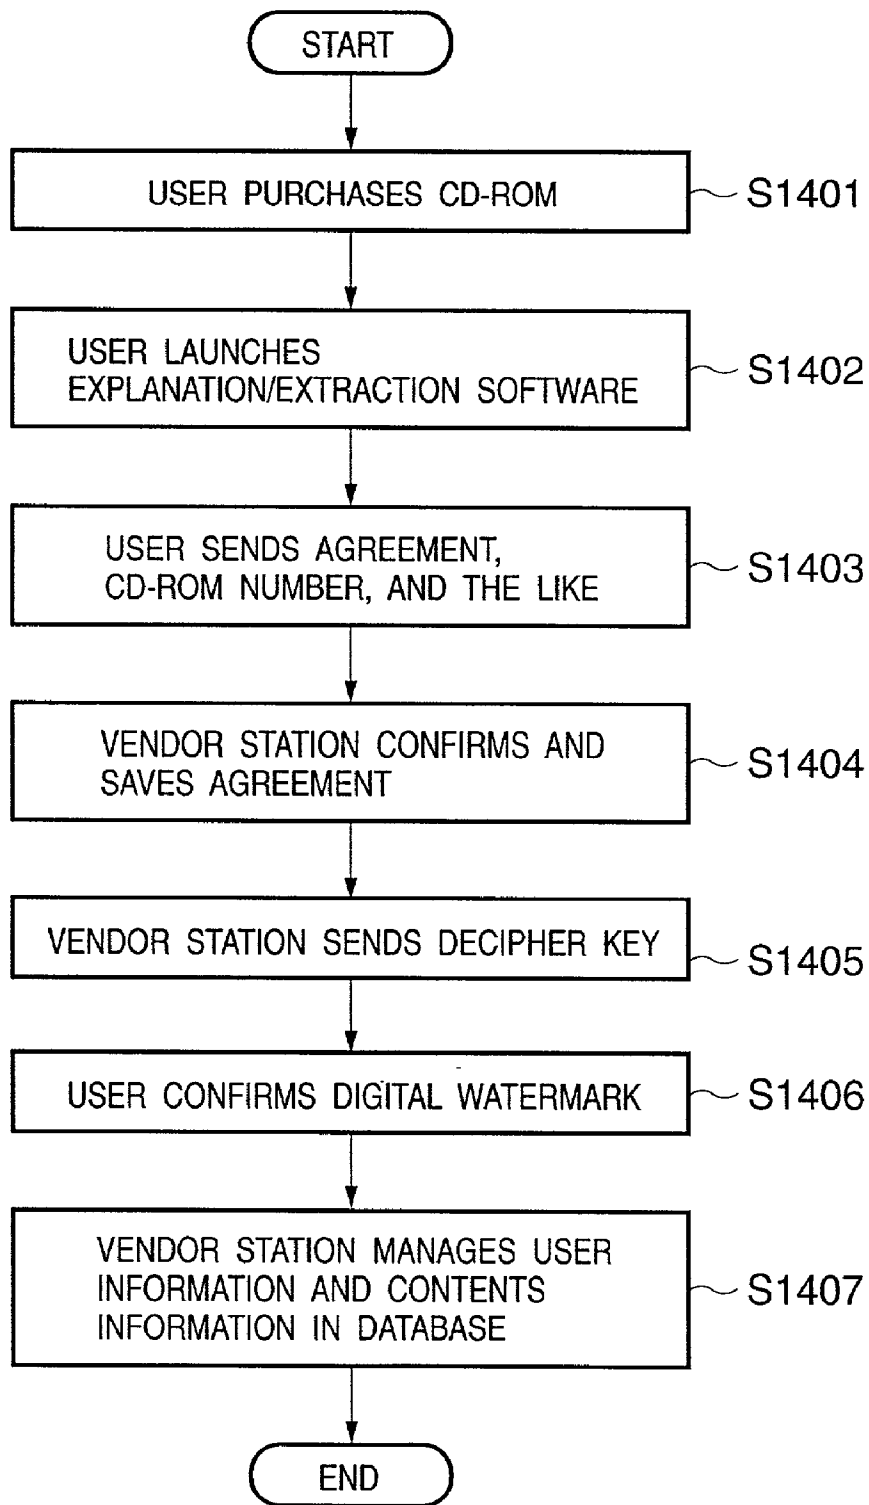 START
USER PURCHASES CD-ROM
S1401
USER LAUNCHES
EXPLANATION/EXTRACTION SOFTWARE
S1402
USER SENDS AGREEMENT,
CD-ROM NUMBER, AND THE LIKE
S1403
VENDOR STATION CONFIRMS AND
SAVES AGREEMENT
S1404
VENDOR STATION SENDS DECIPHER KEY
S1405
USER CONFIRMS DIGITAL WATERMARK
S1406
VENDOR STATION MANAGES USER
INFORMATION AND CONTENTS
INFORMATION IN DATABASE
S1407
END